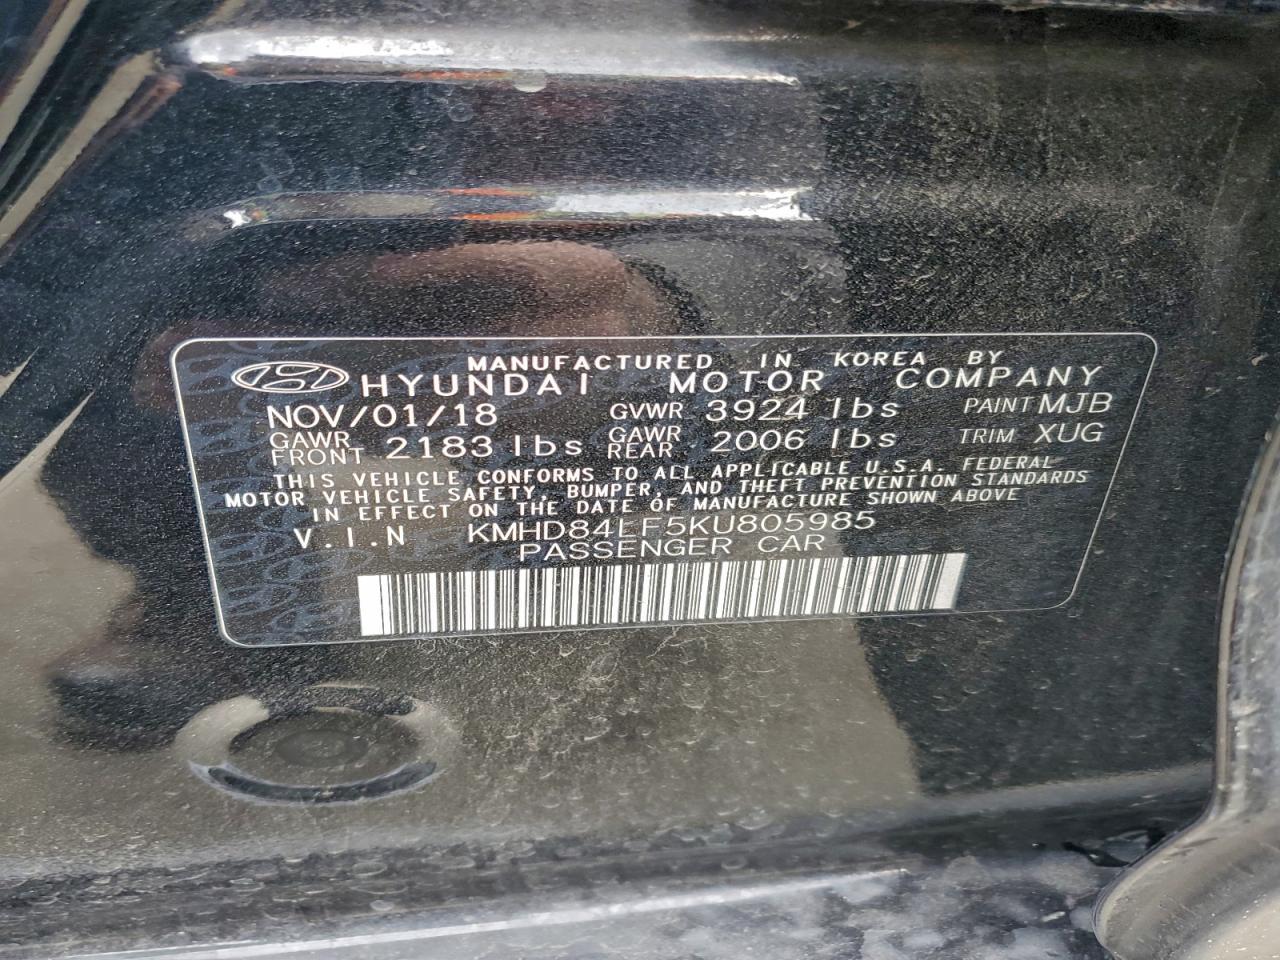 MANUFACTURED IN KOREA BY
HYUNDAI MOTOR COMPANY
NOV/01/18 GVWR 3924 lbs PAINT MJB
GAWR FRONT 2183 lbs GAWR REAR 2006 lbs TRIM XUG
THIS VEHICLE CONFORMS TO ALL APPLICABLE U.S.A. FEDERAL
MOTOR VEHICLE SAFETY, BUMPER, AND THEFT PREVENTION STANDARDS
IN EFFECT ON THE DATE OF MANUFACTURE SHOWN ABOVE
V.I.N KMHD84LF5KU805985
PASSENGER CAR